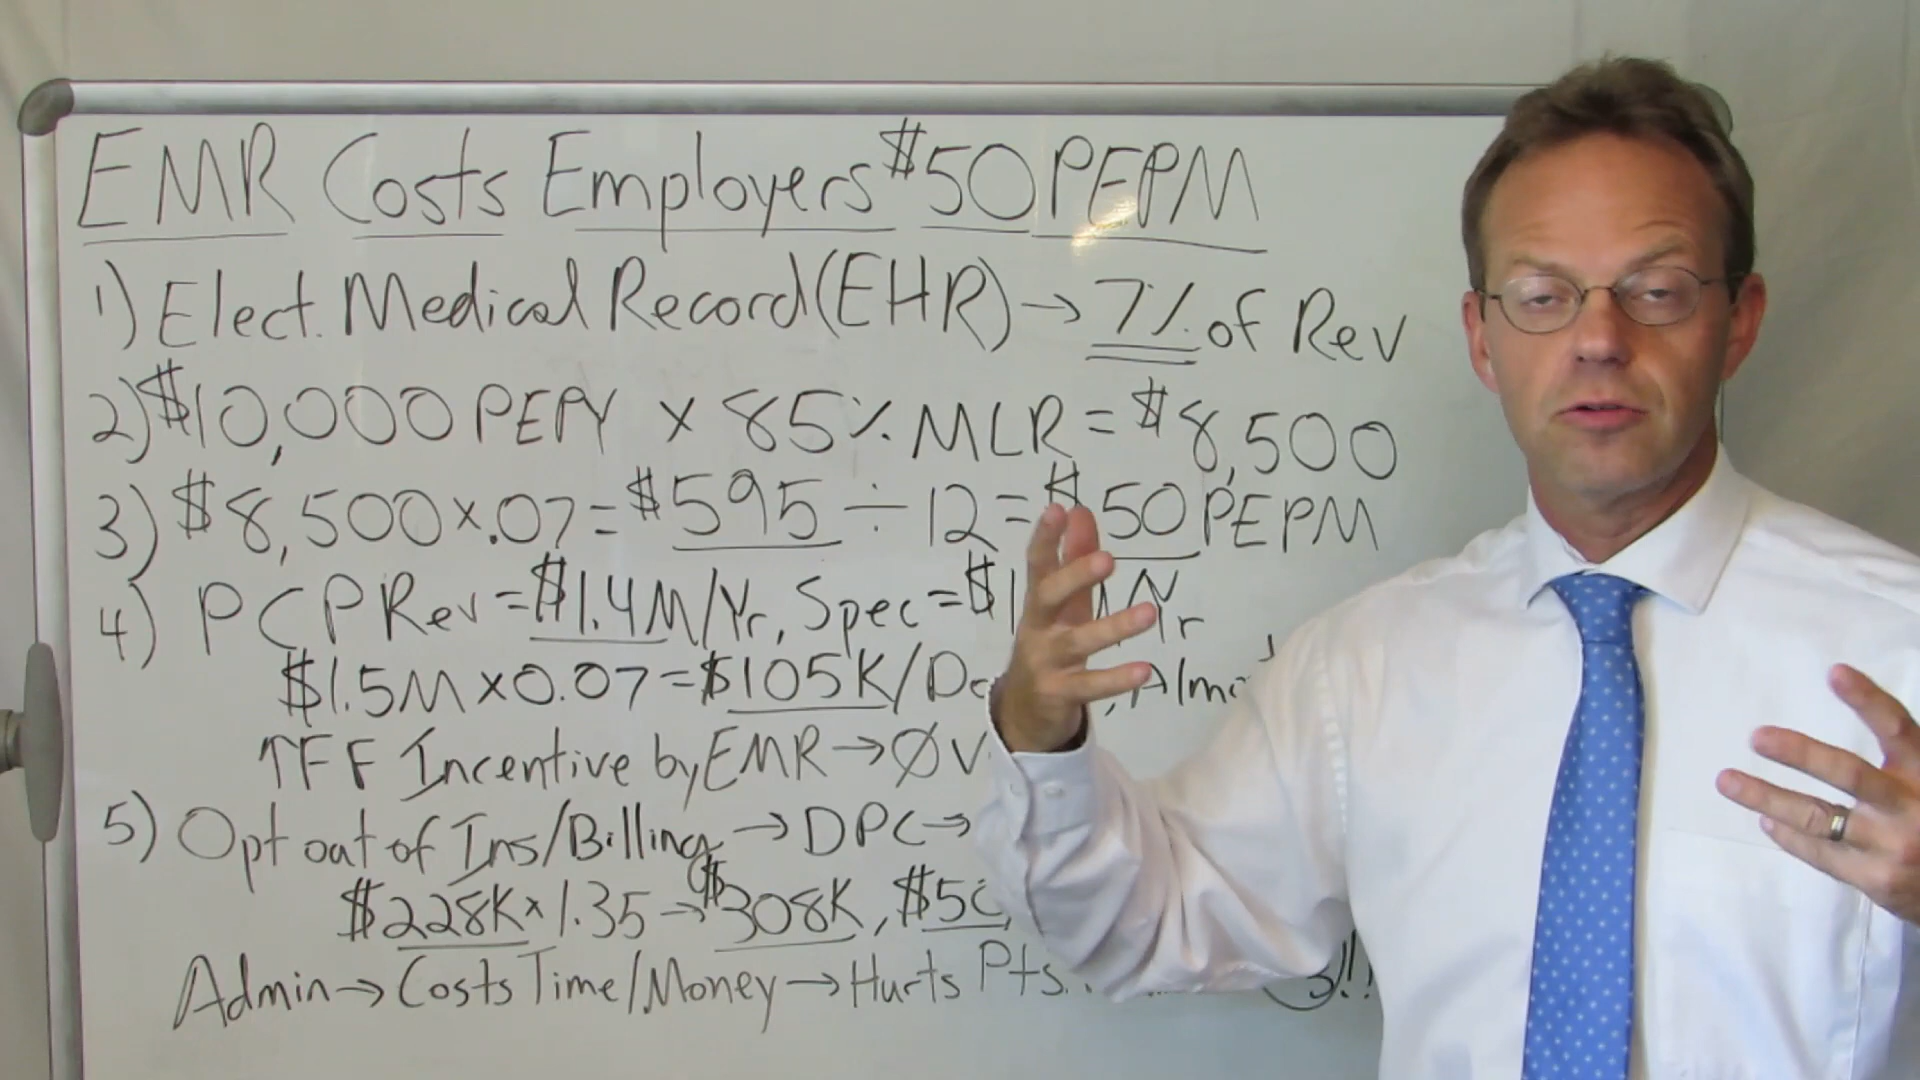 EMR Costs Employers $50 PEPM
1) Elect. Medical Record (EHR) → 7% of Rev
2) $10,000 PEPY x 85% MLR = $8,500
3) $8,500 x .07 = $595 ÷ 12 = $50 PEPM
4) PCP Rev = $1.4M/Yr, Spec = $1 M/Yr
$1.5M x 0.07 = $105K/
↑FF Incentive by EMR → Ø
5) Opt out of Ins/Billing → DPC →
$228K x 1.35 → $308K,
Admin → Costs Time/Money → Hurts Pts.